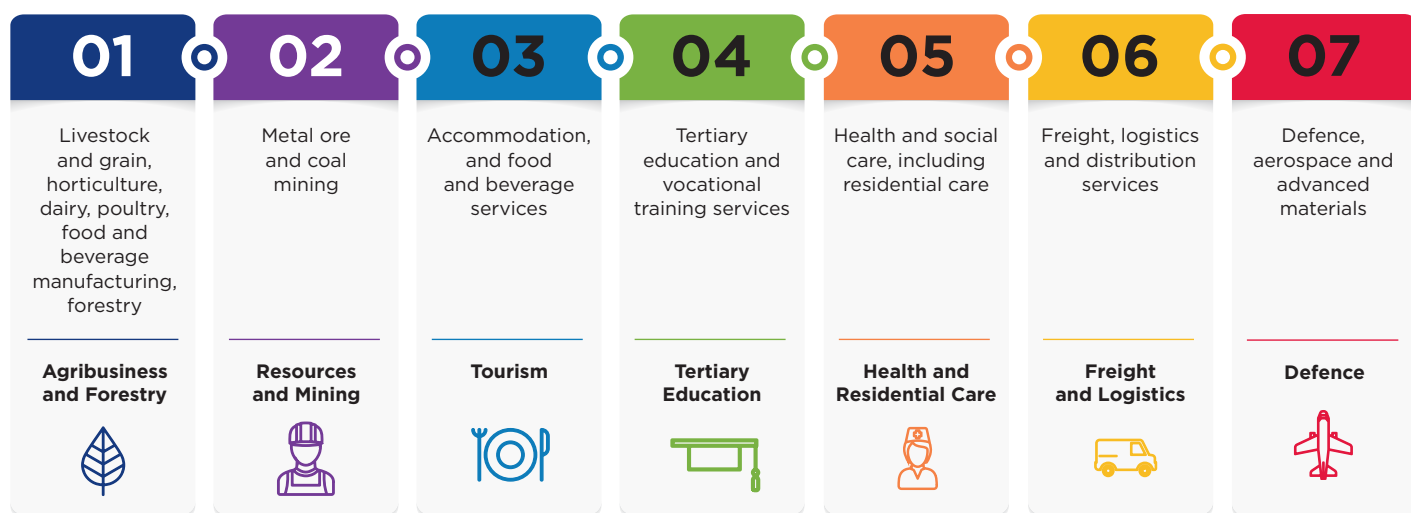 01
Livestock
and grain,
horticulture,
dairy, poultry,
food and
beverage
manufacturing,
forestry
Agribusiness
and Forestry
02
Metal ore
and coal
mining
Resources
and Mining
03
Accommodation,
and food
and beverage
services
Tourism
04
Tertiary
education and
vocational
training services
Tertiary
Education
05
Health and social
care, including
residential care
Health and
Residential Care
06
Freight, logistics
and distribution
services
Freight
and Logistics
07
Defence,
aerospace and
advanced
materials
Defence